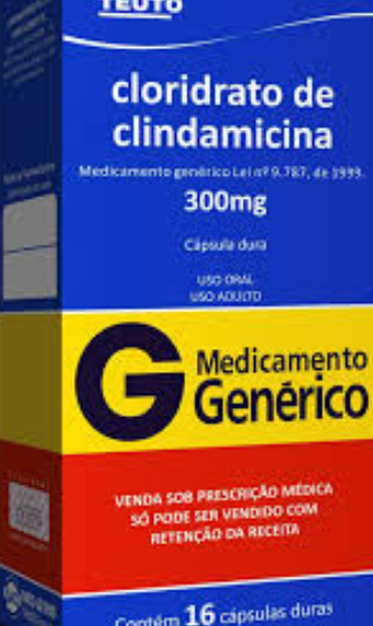 TEUTO
cloridrato de
clindamicina
Medicamento genérico Lei nº 9.787, de 1999.
300mg
Cápsula dura
USO ORAL
USO ADULTO
G Medicamento
Genérico
VENDA SOB PRESCRIÇÃO MÉDICA
SÓ PODE SER VENDIDO COM
RETENÇÃO DA RECEITA
Contém 16 cápsulas duras